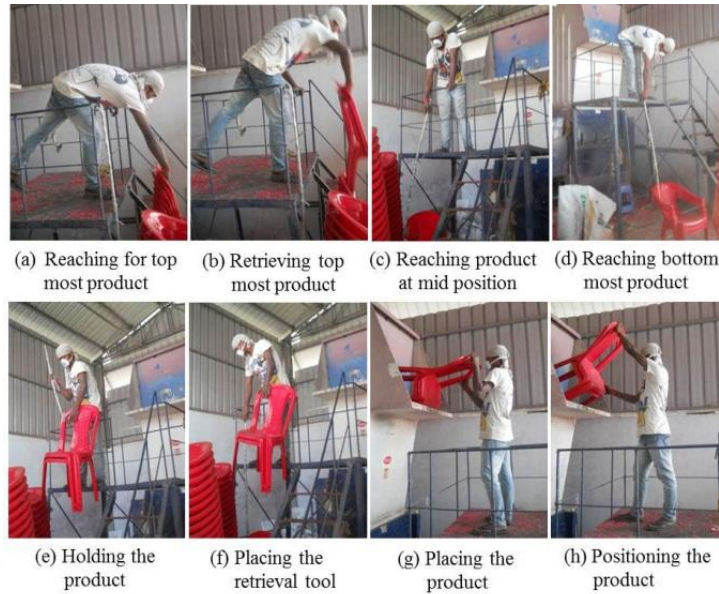 (a) Reaching for top
most product
(b) Retrieving top
most product
(c) Reaching product
at mid position
(d) Reaching bottom
most product
(e) Holding the
product
(f) Placing the
retrieval tool
(g) Placing the
product
(h) Positioning the
product